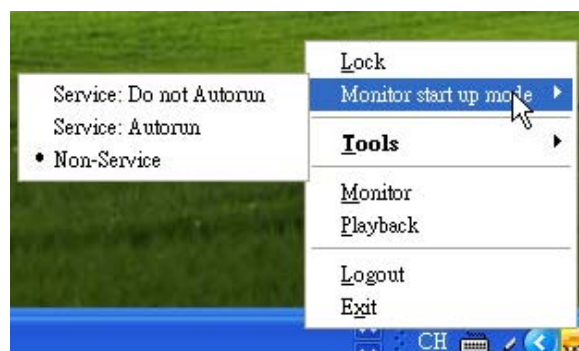 Lock
Monitor start up mode
Service: Do not Autorun
Service: Autorun
Non-Service
Tools
Monitor
Playback
Logout
Exit
CH